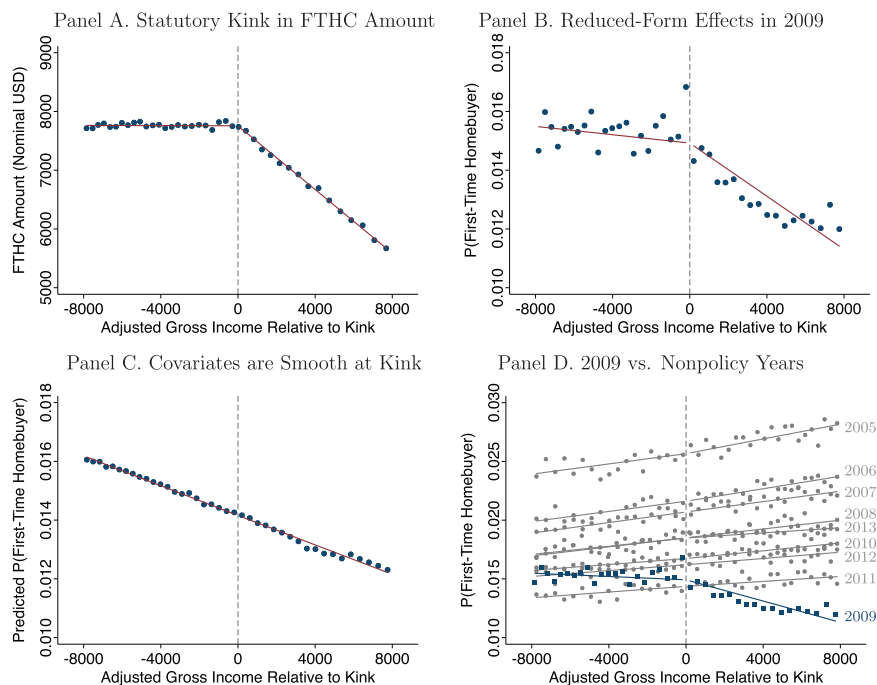 Panel A. Statutory Kink in FTHC Amount
FTHC Amount (Nominal USD)
9000
8000
7000
6000
5000
-8000 -4000 0 4000 8000
Adjusted Gross Income Relative to Kink
Panel B. Reduced-Form Effects in 2009
P(First-Time Homebuyer)
0.018
0.016
0.014
0.012
0.010
-8000 -4000 0 4000 8000
Adjusted Gross Income Relative to Kink
Panel C. Covariates are Smooth at Kink
Predicted P(First-Time Homebuyer)
0.018
0.016
0.014
0.012
0.010
-8000 -4000 0 4000 8000
Adjusted Gross Income Relative to Kink
Panel D. 2009 vs. Nonpolicy Years
P(First-Time Homebuyer)
0.030
0.025
0.020
0.015
0.010
2005
2006
2007
2008
2013
2010
2012
2011
2009
-8000 -4000 0 4000 8000
Adjusted Gross Income Relative to Kink